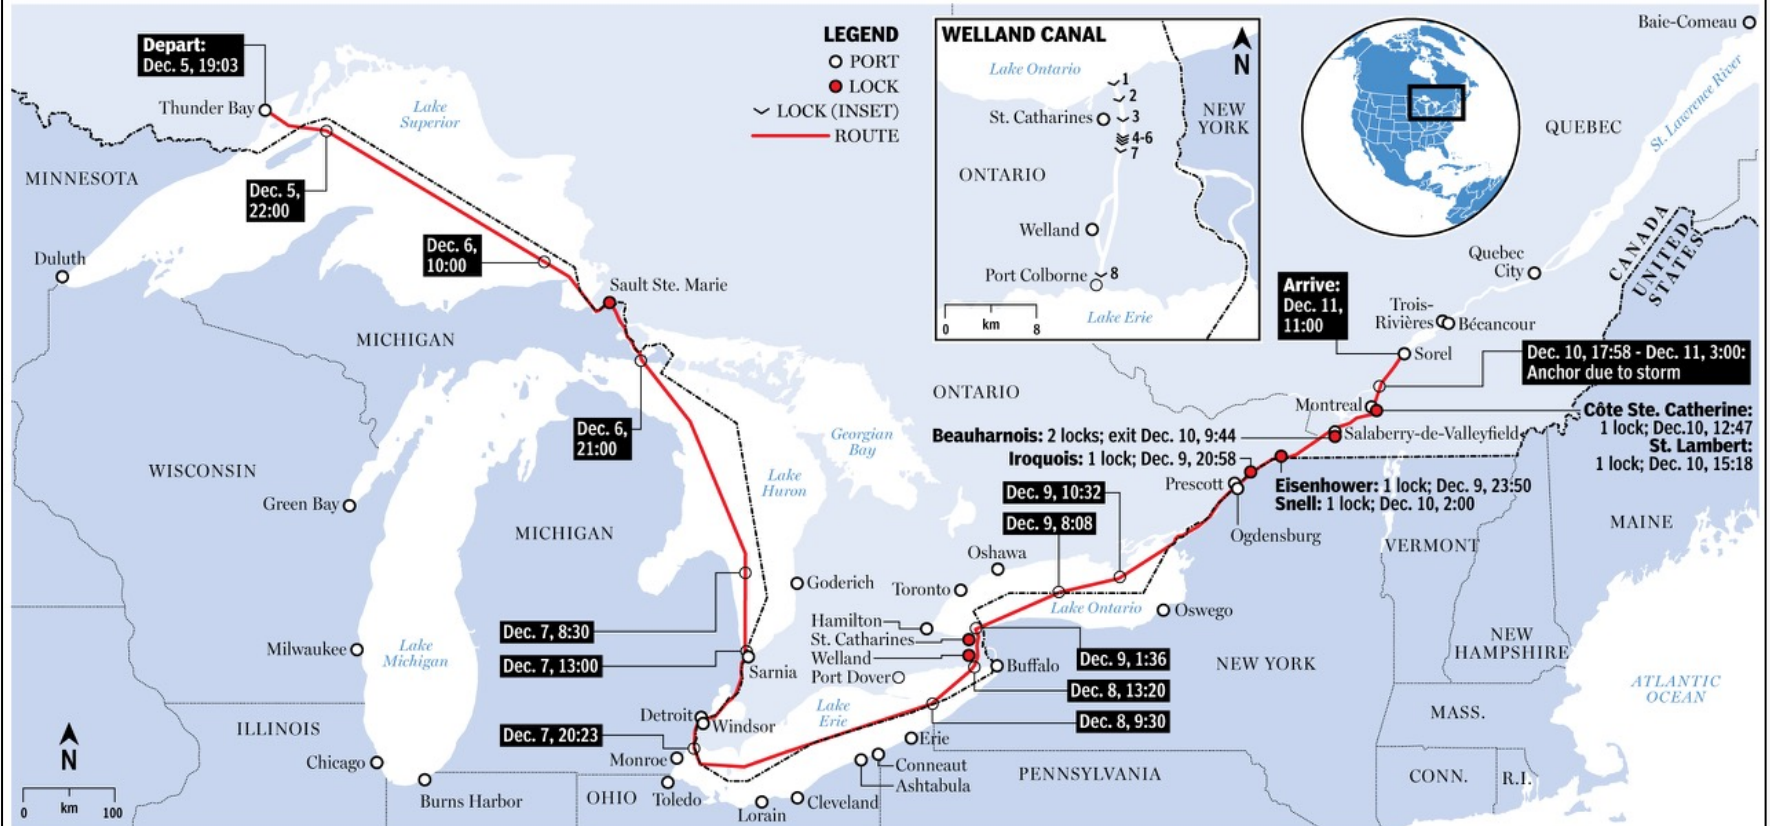 Depart:
Dec. 5, 19:03
Thunder Bay
Lake
Superior
MINNESOTA
Dec. 5,
22:00
Duluth
Dec. 6,
10:00
Sault Ste. Marie
MICHIGAN
Dec. 6,
21:00
WISCONSIN
Green Bay
MICHIGAN
Lake
Huron
Georgian
Bay
Goderich
Dec. 7, 8:30
Dec. 7, 13:00
Sarnia
Milwaukee
Lake
Michigan
ILLINOIS
Detroit
Windsor
Dec. 7, 20:23
Monroe
Chicago
Burns Harbor
OHIO
Toledo
Lorain
Cleveland
N
0 km 100
LEGEND
PORT
LOCK
LOCK (INSET)
ROUTE
WELLAND CANAL
N
Lake Ontario
1
2
St. Catharines
3
4-6
7
NEW
YORK
ONTARIO
Welland
Port Colborne
8
0 km 8
Lake Erie
Baie-Comeau
St. Lawrence River
QUEBEC
CANADA
UNITED
STATES
Quebec
City
Arrive:
Dec. 11,
11:00
Trois-
Rivières
Bécancour
Sorel
Dec. 10, 17:58 - Dec. 11, 3:00:
Anchor due to storm
ONTARIO
Montreal
Côte Ste. Catherine:
1 lock; Dec.10, 12:47
St. Lambert:
1 lock; Dec. 10, 15:18
Beauharnois: 2 locks; exit Dec. 10, 9:44
Salaberry-de-Valleyfield
Iroquois: 1 lock; Dec. 9, 20:58
Prescott
Eisenhower: 1 lock; Dec. 9, 23:50
Snell: 1 lock; Dec. 10, 2:00
Dec. 9, 10:32
Dec. 9, 8:08
Ogdensburg
MAINE
VERMONT
Oshawa
Toronto
Lake Ontario
Oswego
Hamilton
St. Catharines
Welland
Port Dover
Buffalo
Dec. 9, 1:36
Dec. 8, 13:20
Dec. 8, 9:30
NEW YORK
NEW
HAMPSHIRE
Lake
Erie
Erie
Conneaut
Ashtabula
PENNSYLVANIA
MASS.
CONN.
R.I.
ATLANTIC
OCEAN